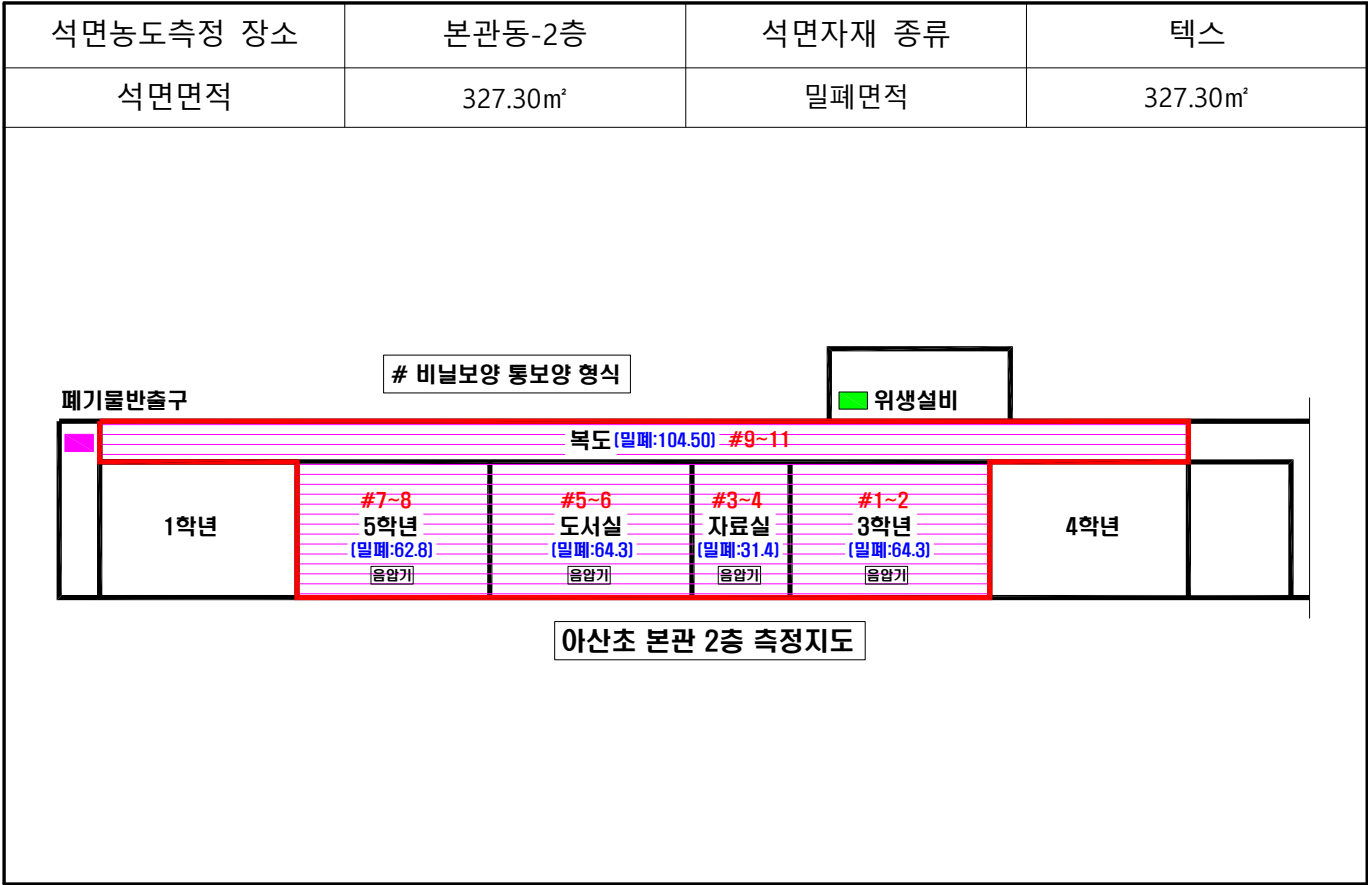 석면농도측정 장소 본관동-2층 석면자재 종류 텍스
석면면적 327.30㎡ 밀폐면적 327.30㎡
# 비닐보양 통보양 형식
폐기물반출구 위생설비
복도(밀폐:104.50) #9~11
#7~8 #5~6 #3~4 #1~2
1학년 5학년 도서실 자료실 3학년 4학년
(밀폐:62.8) (밀폐:64.3) (밀폐:31.4) (밀폐:64.3)
음압기 음압기 음압기 음압기
아산초 본관 2층 측정지도